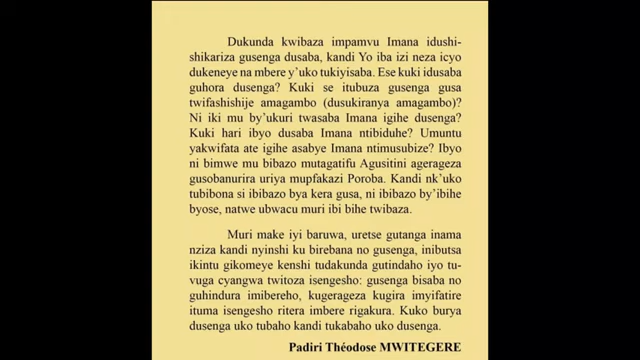 Dukunda kwibaza impamvu Imana idushi-
shikariza gusenga dusaba, kandi Yo iba izi neza icyo
dukeneye na mbere y’uko tukiyisaba. Ese kuki idusaba
guhora dusenga? Kuki se itubuza gusenga gusa
twifashishije amagambo (dusukiranya amagambo)?
Ni iki mu by’ukuri twasaba Imana igihe dusenga?
Kuki hari ibyo dusaba Imana ntibiduhe? Umuntu
yakwifata ate igihe asabye Imana ntimusubize? Ibyo
ni bimwe mu bibazo mutagatifu Agusitini agerageza
gusobanurira uriya mupfakazi Poroba. Kandi nk’uko
tubibona si ibibazo bya kera gusa, ni ibibazo by’ibihe
byose, natwe ubwacu muri ibi bihe twibaza.
Muri make iyi baruwa, uretse gutanga inama
nziza kandi nyinshi ku birebana no gusenga, inibutsa
ikintu gikomeye kenshi tudakunda gutindaho iyo tu-
vuga cyangwa twitoza isengesho: gusenga bisaba no
guhindura imibereho, kugerageza kugira imyifatire
ituma isengesho ritera imbere rigakura. Kuko burya
dusenga uko tubaho kandi tukabaho uko dusenga.
Padiri Théodose MWITEGERE